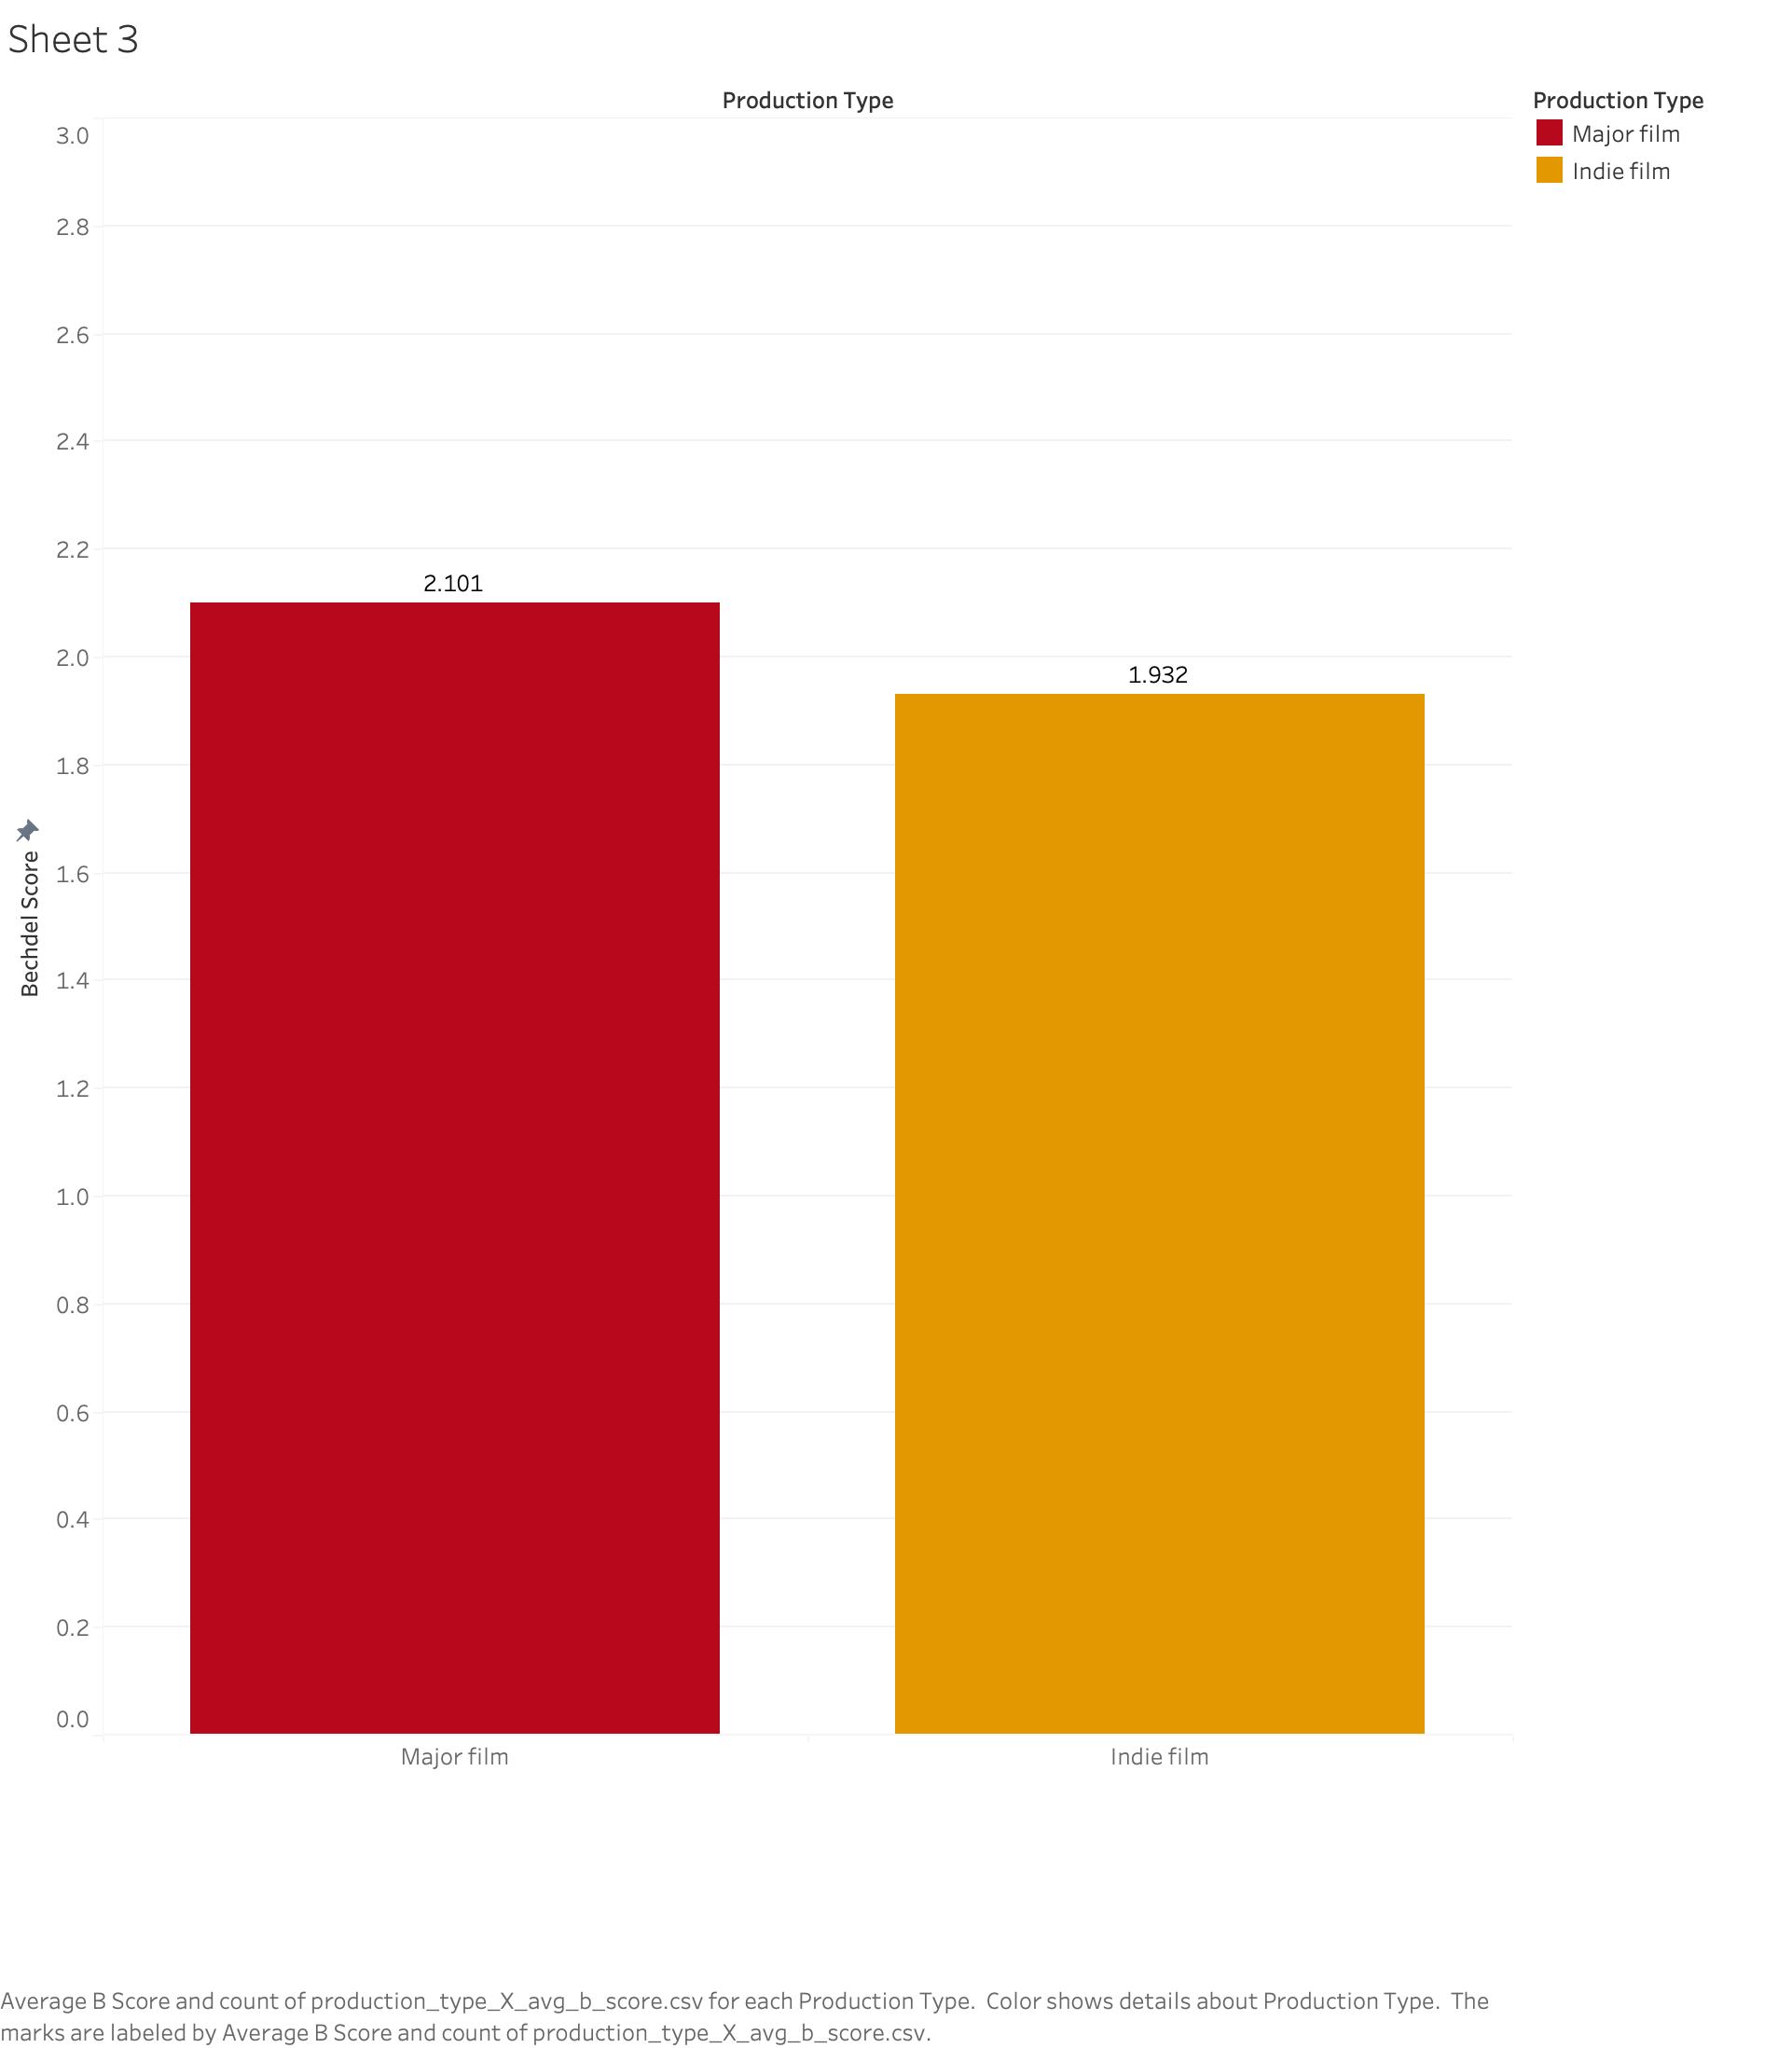 Sheet 3
Production Type
Production Type
Major film
Indie film
3.0
2.8
2.6
2.4
2.2
2.0
1.8
1.6
1.4
1.2
1.0
0.8
0.6
0.4
0.2
0.0
Bechdel Score
2.101
1.932
Major film
Indie film
Average B Score and count of production_type_X_avg_b_score.csv for each Production Type.  Color shows details about Production Type.  The
marks are labeled by Average B Score and count of production_type_X_avg_b_score.csv.